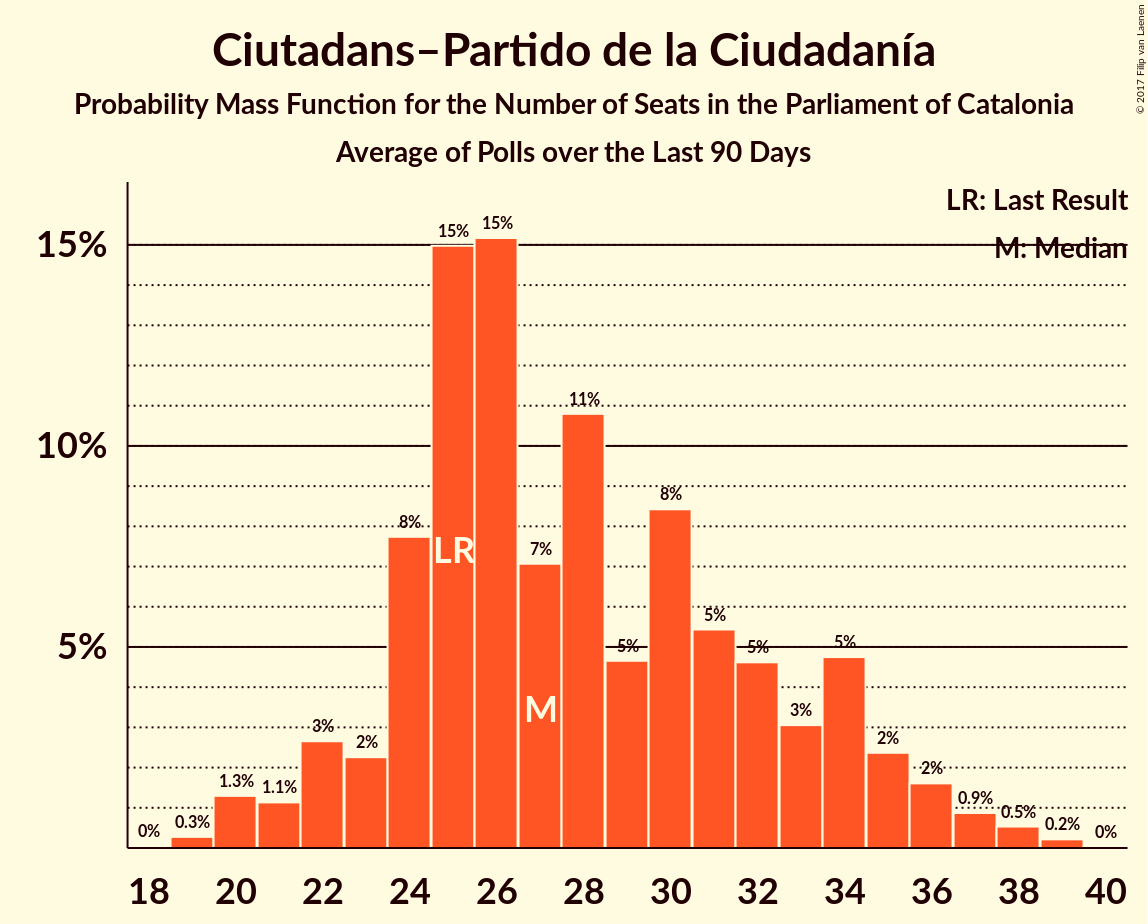 Ciutadans–Partido de la Ciudadanía
Probability Mass Function for the Number of Seats in the Parliament of Catalonia
Average of Polls over the Last 90 Days
© 2017 Filip van Laenen
LR: Last Result
M: Median
15%
10%
5%
0%
0.3%
1.3%
1.1%
3%
2%
8%
15%
15%
7%
11%
5%
8%
5%
5%
3%
5%
2%
2%
0.9%
0.5%
0.2%
0%
LR
M
18 20 22 24 26 28 30 32 34 36 38 40